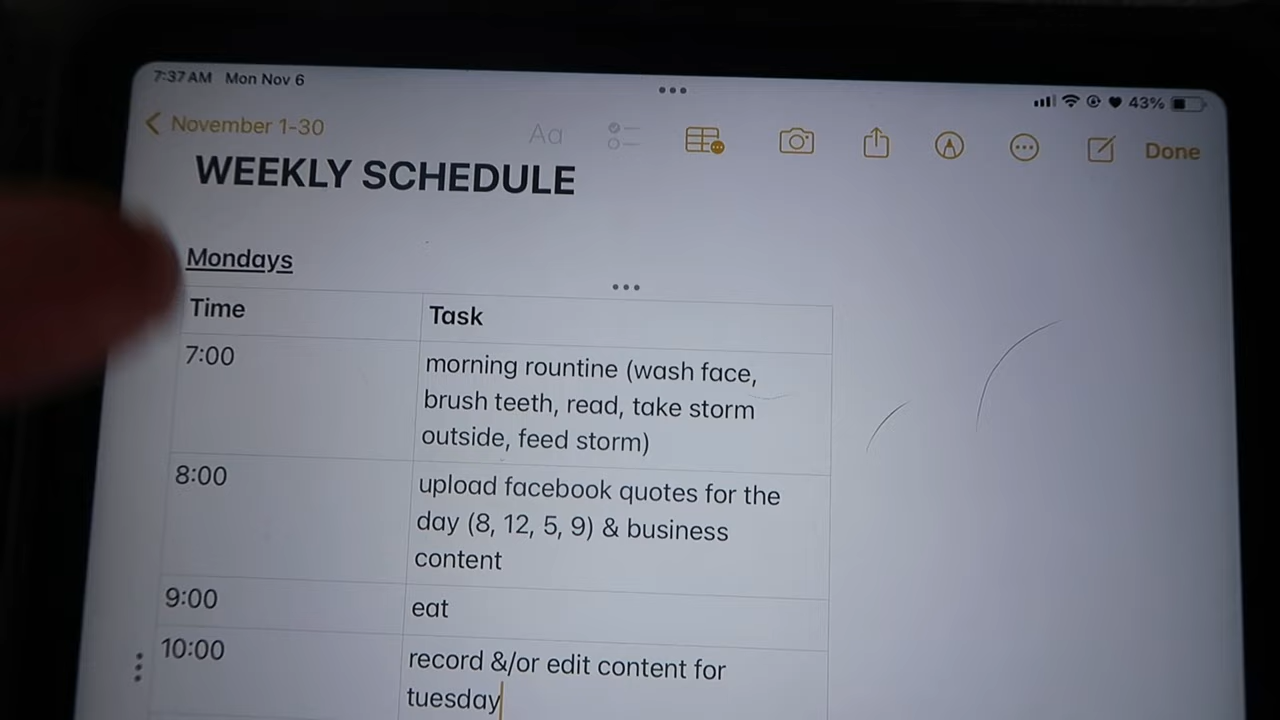 7:37 AM Mon Nov 6
43%
November 1-30
Aa
Done
WEEKLY SCHEDULE
Mondays
Time Task
7:00 morning rountine (wash face,
brush teeth, read, take storm
outside, feed storm)
8:00 upload facebook quotes for the
day (8, 12, 5, 9) & business
content
9:00 eat
10:00 record &/or edit content for
tuesday